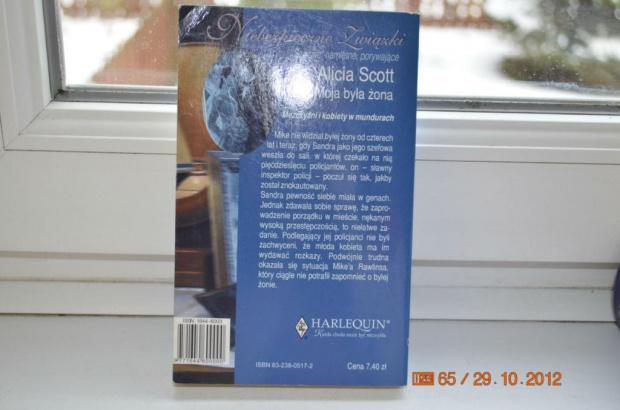 Niebezpieczne Związki
namiętne, porywające
Alicia Scott
Moja była żona
Mężczyźni i kobiety w mundurach
Mike nie widział byłej żony od czterech
lat i teraz, gdy Sandra jako jego szefowa
weszła do sali, w której czekało na nią
pięćdziesięciu policjantów, on – sławny
inspektor policji – poczuł się tak, jakby
został znokautowany.
Sandra pewność siebie miała w genach.
Jednak zdawała sobie sprawę, że zapro-
wadzenie porządku w mieście, nękanym
wysoką przestępczością, to niełatwe za-
danie. Podlegający jej policjanci nie byli
zachwyceni, że młoda kobieta ma im
wydawać rozkazy. Podwójnie trudna
okazała się sytuacja Mike'a Rawlinsa,
który ciągle nie potrafił zapomnieć o byłej
żonie.
HARLEQUIN®
Każda chwila może być niezwykła
ISBN 83-238-0517-2
Cena 7,40 zł
65 / 29. 10. 2012